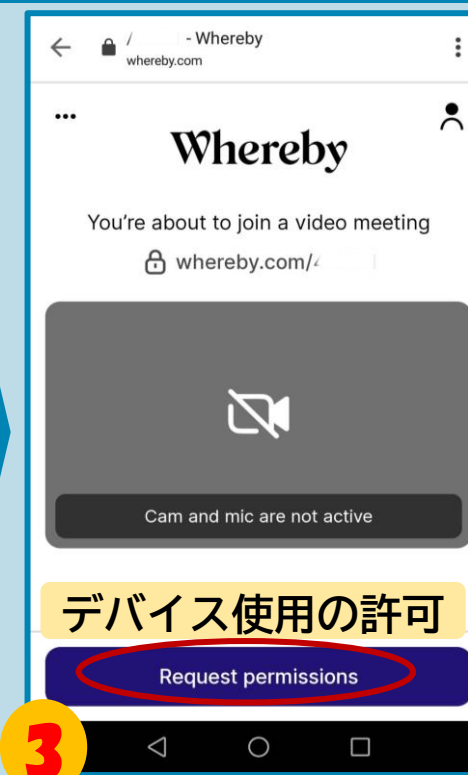 / - Whereby
whereby.com
Whereby
You're about to join a video meeting
whereby.com/
Cam and mic are not active
デバイス使用の許可
Request permissions
3